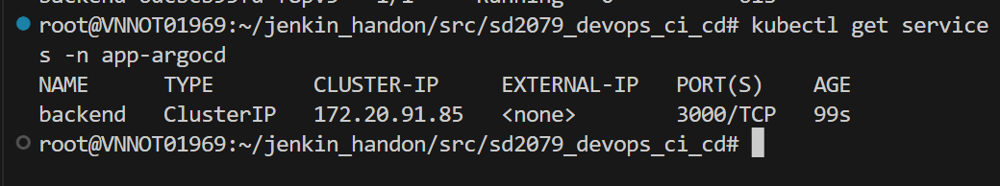 root@VNNOT01969:~/jenkin_handon/src/sd2079_devops_ci_cd# kubectl get service
s -n app-argocd
NAME      TYPE        CLUSTER-IP     EXTERNAL-IP   PORT(S)    AGE
backend   ClusterIP   172.20.91.85   <none>        3000/TCP   99s
root@VNNOT01969:~/jenkin_handon/src/sd2079_devops_ci_cd#